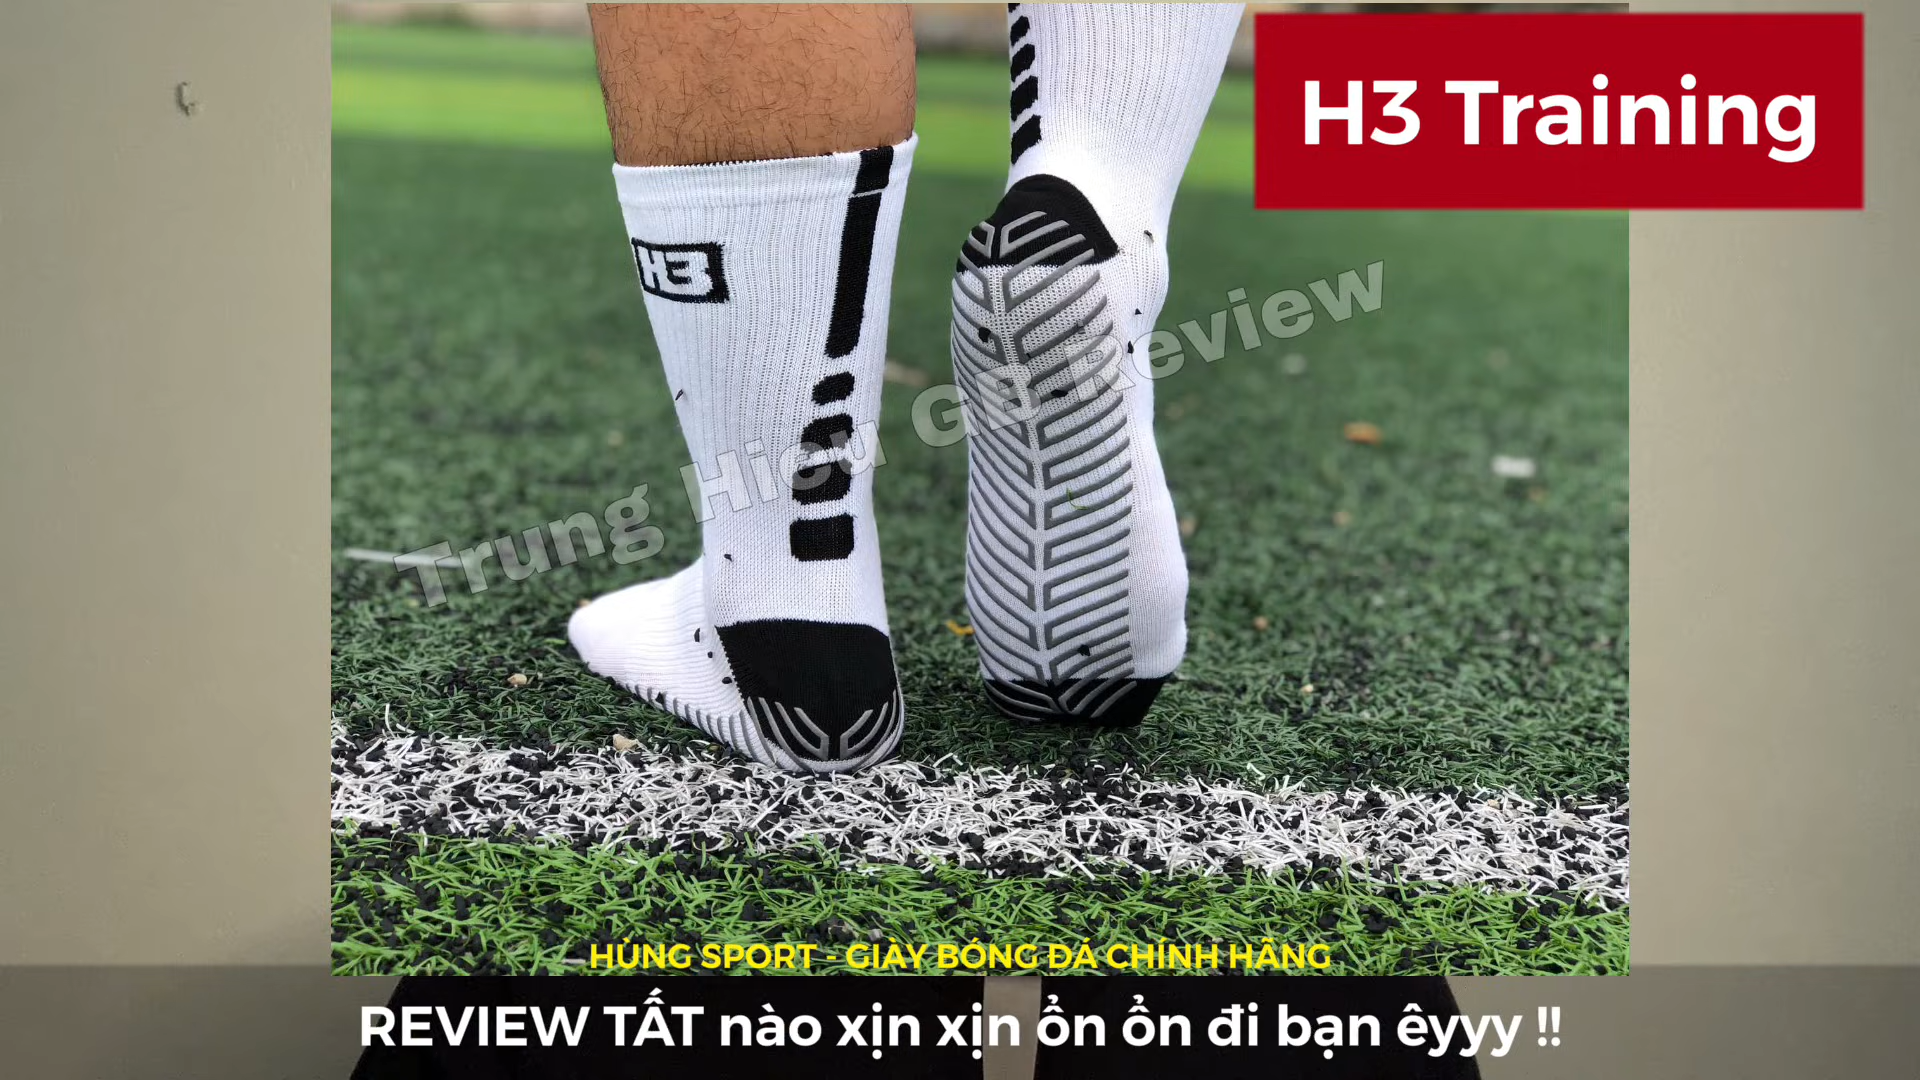 H3 Training
H3
Trung Hieu GB Review
HÙNG SPORT - GIÀY BÓNG ĐÁ CHÍNH HÃNG
REVIEW TẤT nào xịn xịn ổn ổn đi bạn êyyy !!